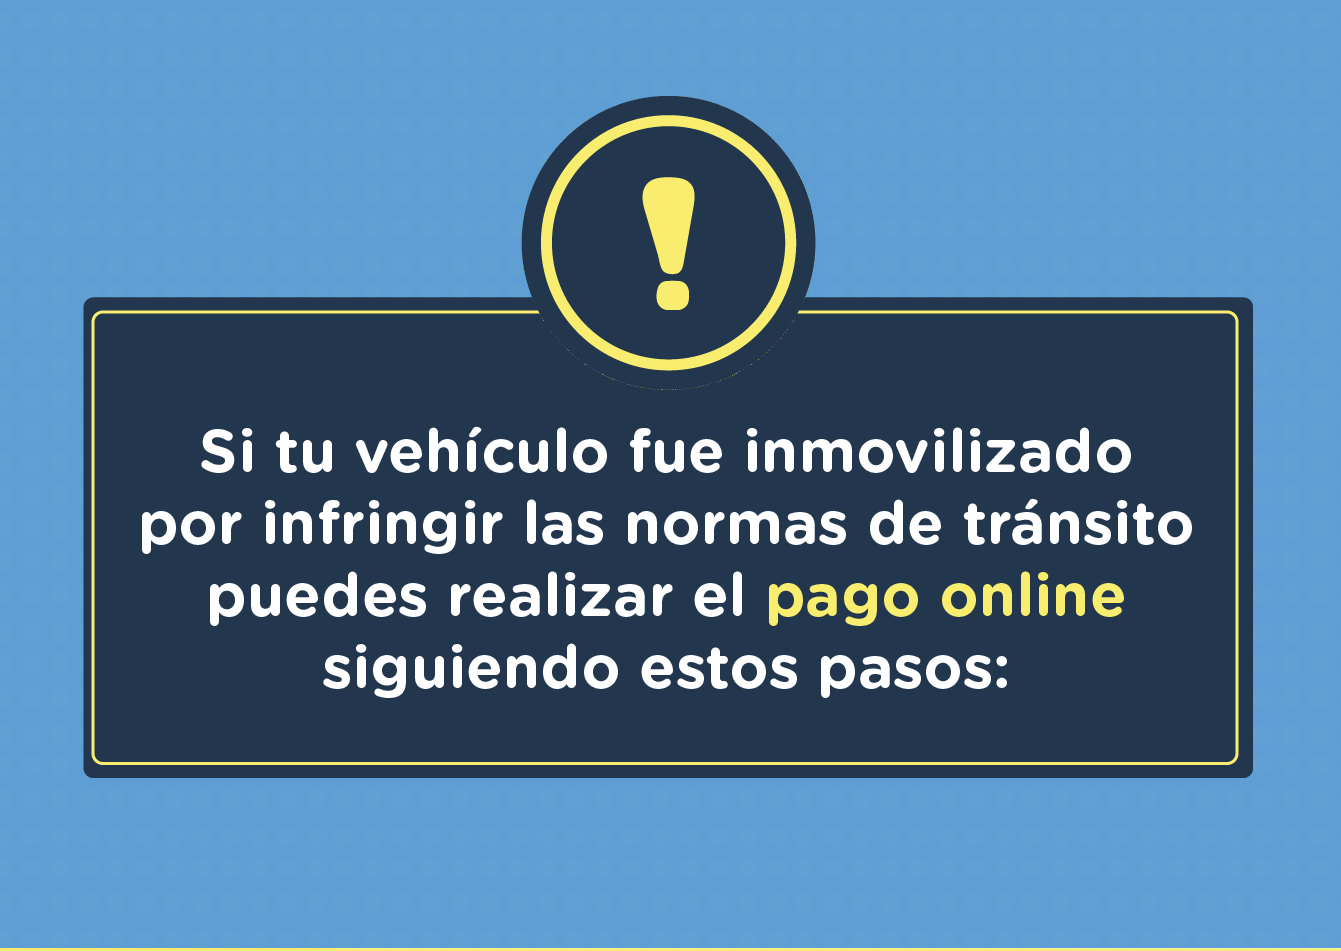 Si tu vehículo fue inmovilizado
por infringir las normas de tránsito
puedes realizar el pago online
siguiendo estos pasos: